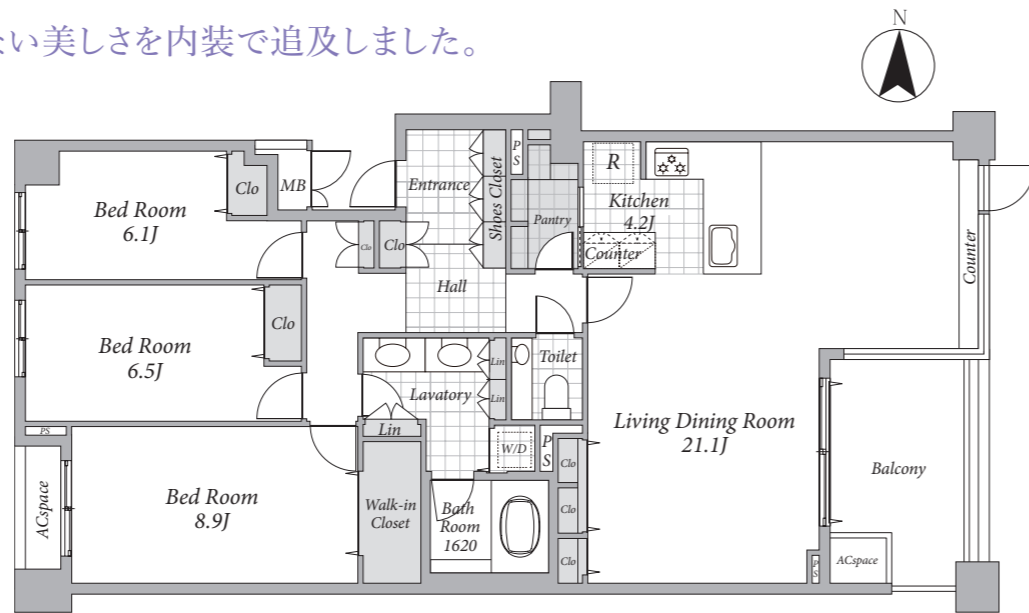 い美しさを内装で追及しました。
N
Bed Room
6.1J
Clo
MB
Entrance
Shoes Closet
PS
R
Pantry
Kitchen
4.2J
Counter
Counter
Clo
Clo
Hall
Bed Room
6.5J
Clo
Lavatory
Lin
Lin
Toilet
Living Dining Room
21.1J
Balcony
PS
Lin
W/D
PS
Clo
Bed Room
8.9J
ACspace
Walk-in
Closet
Bath
Room
1620
Clo
Clo
PS
ACspace